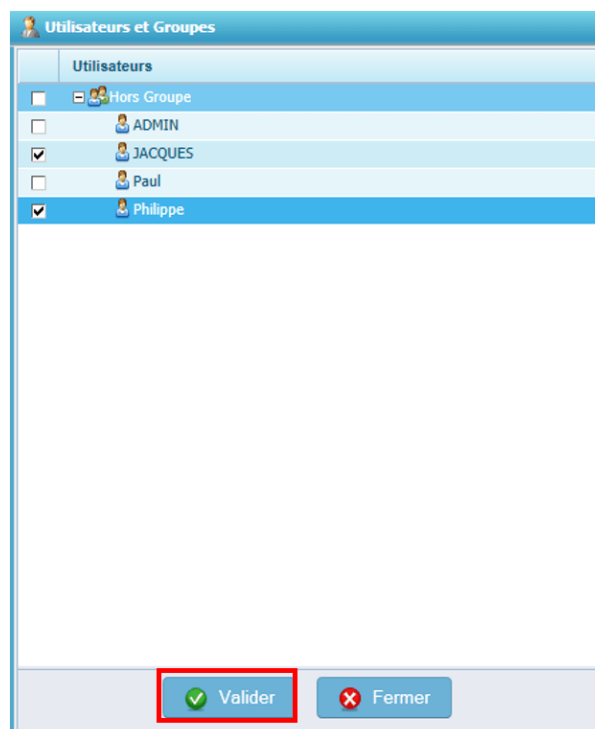 Utilisateurs et Groupes
Utilisateurs
Hors Groupe
ADMIN
JACQUES
Paul
Philippe
Valider Fermer